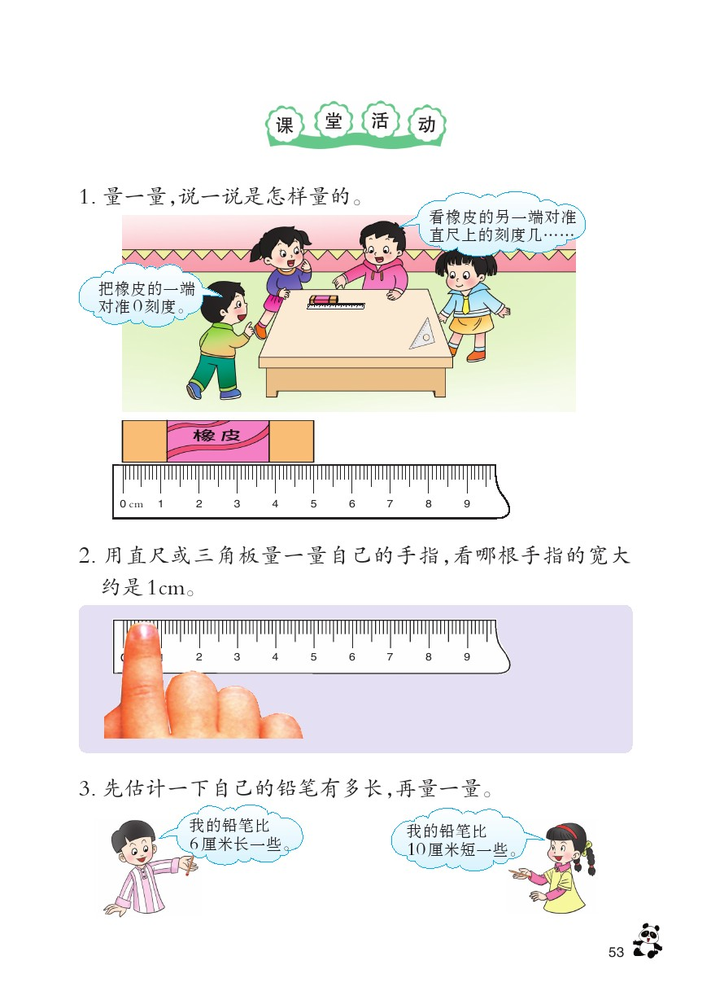 课堂活动
1. 量一量,说一说是怎样量的。
看橡皮的另一端对准
直尺上的刻度几……
把橡皮的一端
对准0刻度。
橡皮
0 cm 1 2 3 4 5 6 7 8 9
2. 用直尺或三角板量一量自己的手指,看哪根手指的宽大
约是1cm。
2 3 4 5 6 7 8 9
3. 先估计一下自己的铅笔有多长,再量一量。
我的铅笔比
6厘米长一些。
我的铅笔比
10厘米短一些。
53